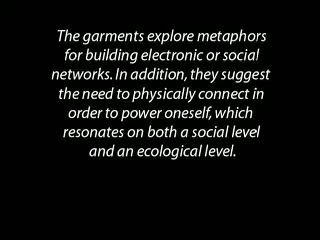 The garments explore metaphors
for building electronic or social
networks. In addition, they suggest
the need to physically connect in
order to power oneself, which
resonates on both a social level
and an ecological level.